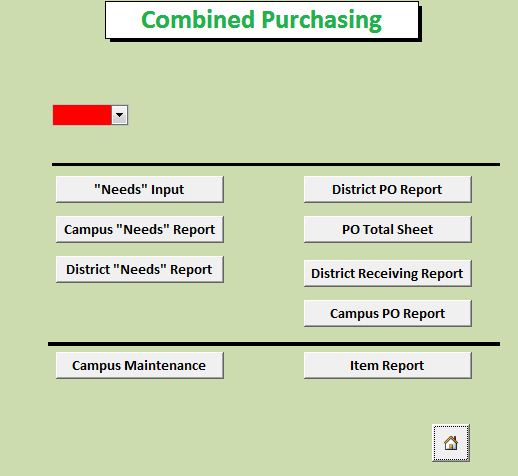 Combined Purchasing
"Needs" Input
Campus "Needs" Report
District "Needs" Report
District PO Report
PO Total Sheet
District Receiving Report
Campus PO Report
Campus Maintenance
Item Report